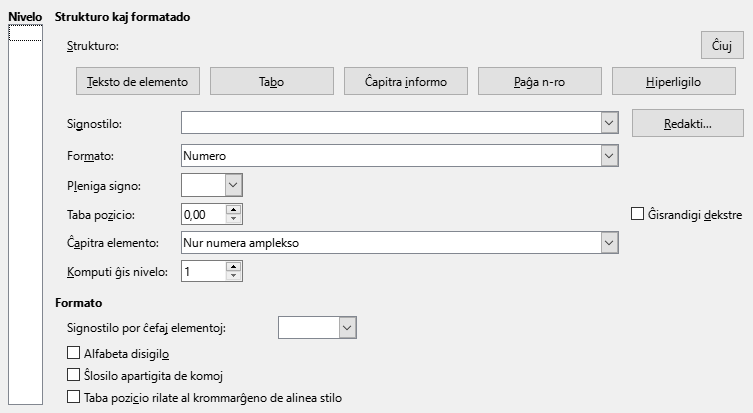 Nivelo Strukturo kaj formatado
Strukturo: Ĉiuj
Teksto de elemento Tabo Ĉapitra informo Paĝa n-ro Hiperligilo
Signostilo: Redakti...
Formato: Numero
Pleniga signo:
Taba pozicio: 0,00 Ĝisrandigi dekstre
Ĉapitra elemento: Nur numera amplekso
Komputi ĝis nivelo: 1
Formato
Signostilo por ĉefaj elementoj:
Alfabeta disigilo
Ŝlosilo apartigita de komoj
Taba pozicio rilate al krommarĝeno de alinea stilo